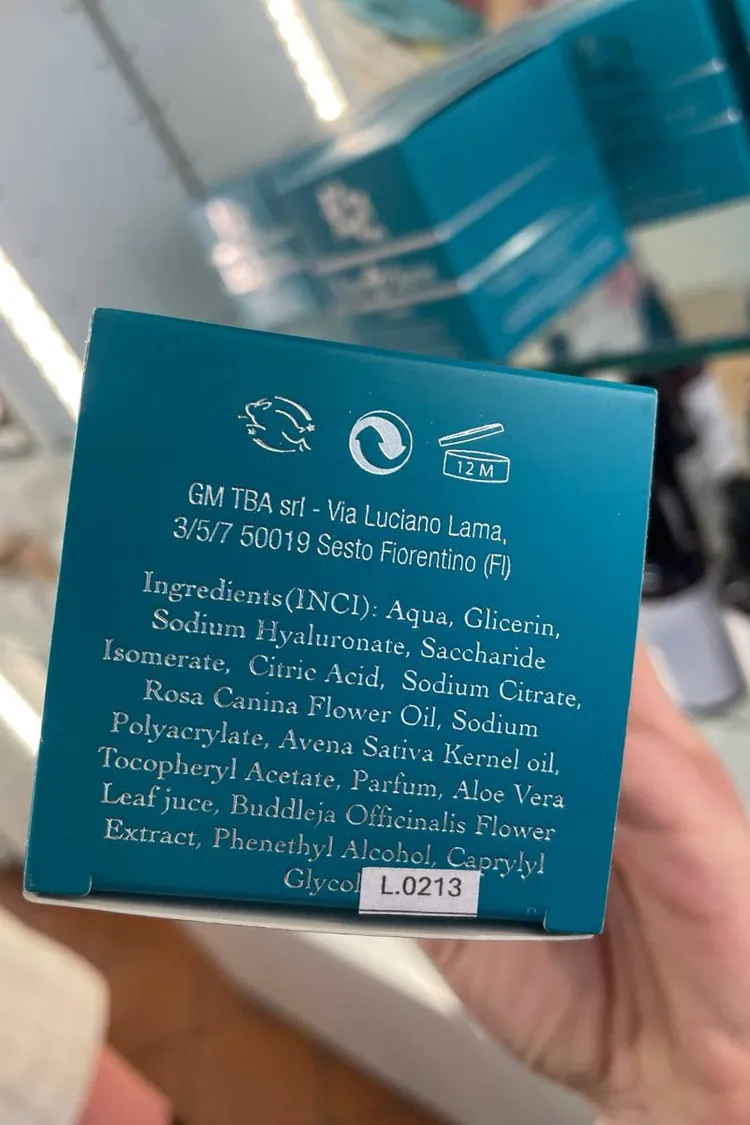 12 M
GM TBA srl - Via Luciano Lama,
3/5/7 50019 Sesto Fiorentino (FI)
Ingredients(INCI): Aqua, Glicerin,
Sodium Hyaluronate, Saccharide
Isomerate, Citric Acid, Sodium Citrate,
Rosa Canina Flower Oil, Sodium
Polyacrylate, Avena Sativa Kernel oil,
Tocopheryl Acetate, Parfum, Aloe Vera
Leaf juce, Buddleja Officinalis Flower
Extract, Phenethyl Alcohol, Caprylyl
Glycol
L.0213